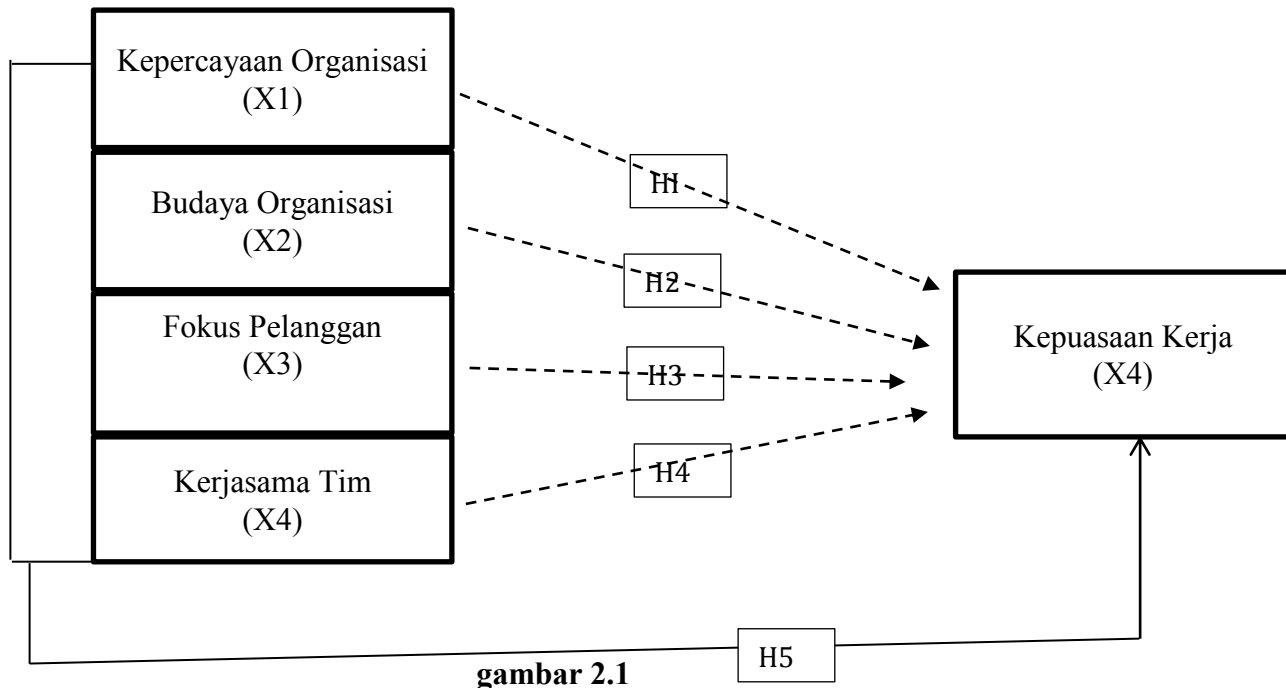 Kepercayaan Organisasi
(X1)
Budaya Organisasi
(X2)
Fokus Pelanggan
(X3)
Kerjasama Tim
(X4)
H1
H2
H3
H4
Kepuasaan Kerja
(X4)
H5
gambar 2.1